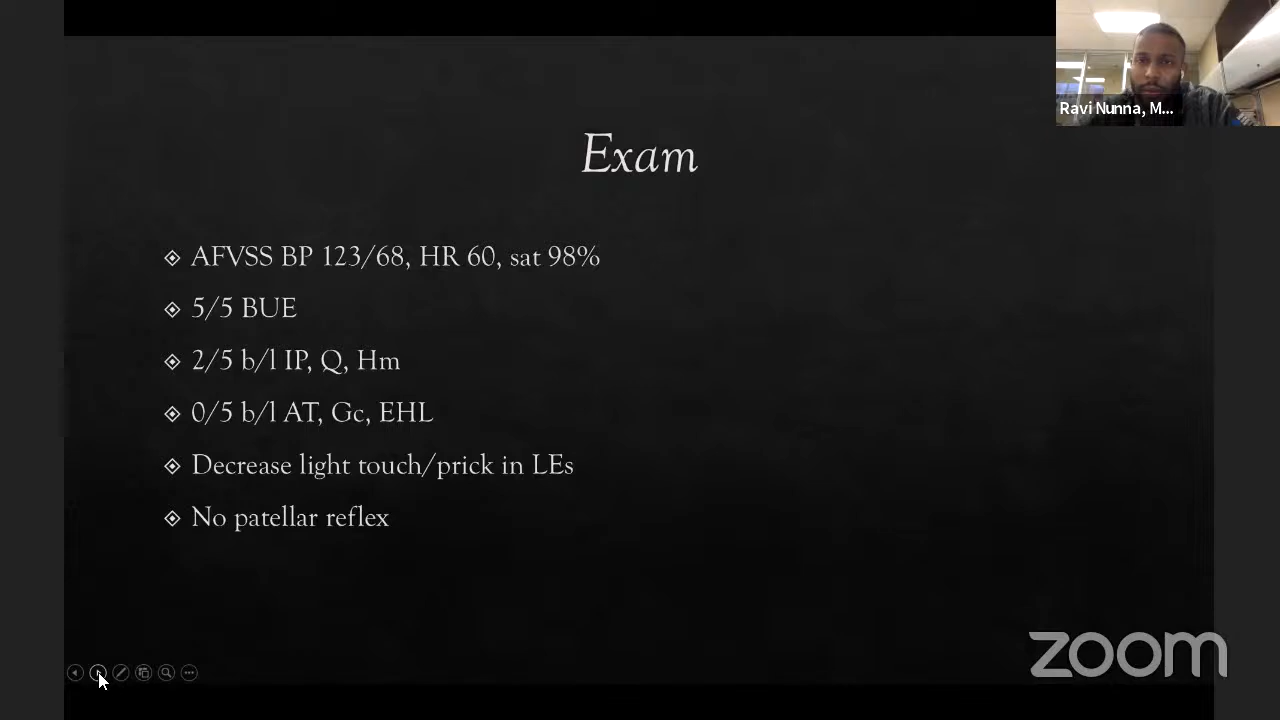 Ravi Nunna, M...
Exam
AFVSS BP 123/68, HR 60, sat 98%
5/5 BUE
2/5 b/l IP, Q, Hm
0/5 b/l AT, Gc, EHL
Decrease light touch/prick in LEs
No patellar reflex
zoom